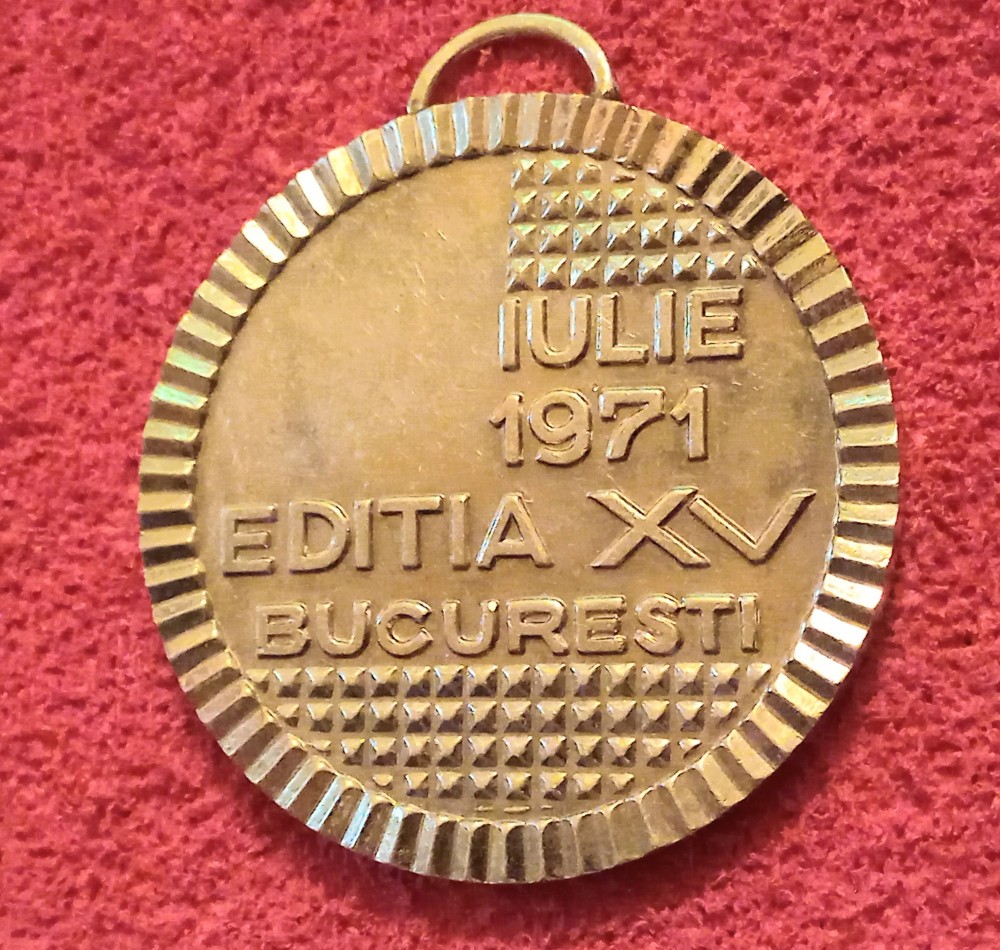 IULIE
1971
EDITIA XV
BUCURESTI